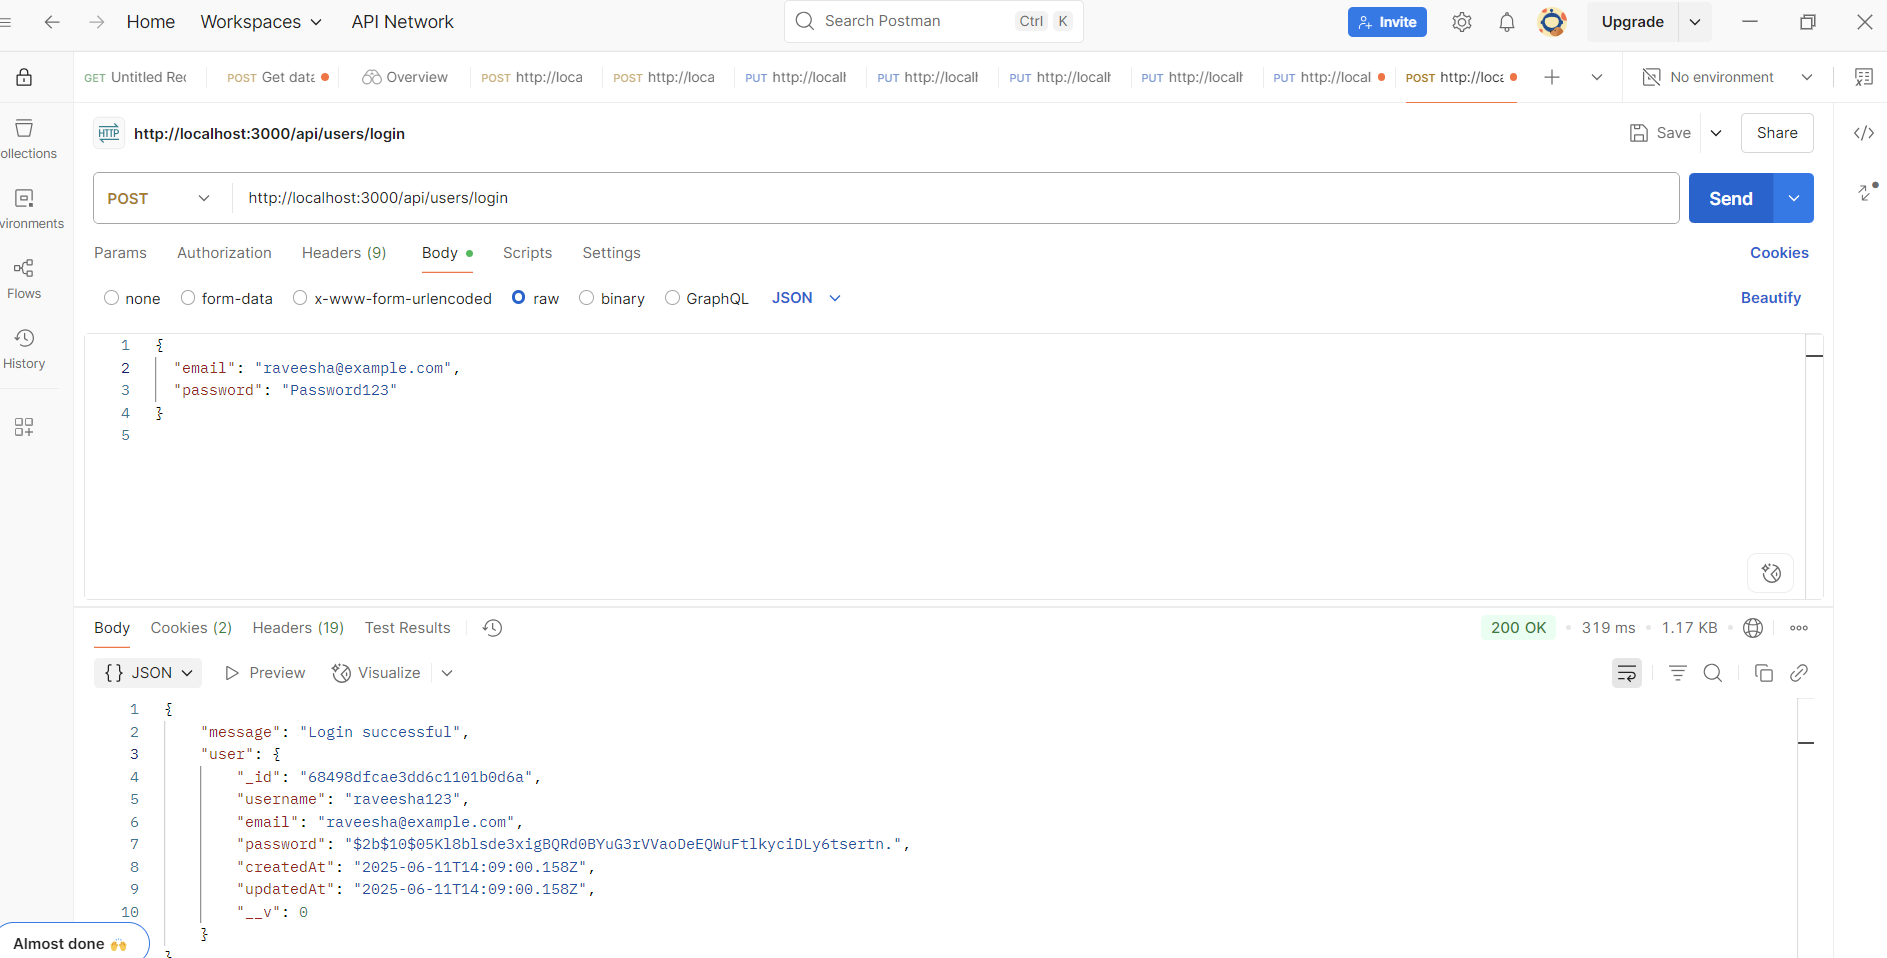 Home Workspaces API Network Search Postman Ctrl K Invite Upgrade
GET Untitled Rec POST Get data Overview POST http://loca POST http://loca PUT http://locall PUT http://locall PUT http://locall PUT http://locall PUT http://local POST http://loca No environment
ollections
vironments
Flows
History
HTTP http://localhost:3000/api/users/login Save Share
POST http://localhost:3000/api/users/login Send
Params Authorization Headers (9) Body Scripts Settings Cookies
none form-data x-www-form-urlencoded raw binary GraphQL JSON Beautify
1 {
2 "email": "raveesha@example.com",
3 "password": "Password123"
4 }
5
Body Cookies (2) Headers (19) Test Results 200 OK 319 ms 1.17 KB
{} JSON Preview Visualize
1 {
2 "message": "Login successful",
3 "user": {
4 "_id": "68498dfcae3dd6c1101b0d6a",
5 "username": "raveesha123",
6 "email": "raveesha@example.com",
7 "password": "$2b$10$05Kl8blsde3xigBQRd0BYuG3rVVaoDeEQWuFtlkyciDLy6tsertn.",
8 "createdAt": "2025-06-11T14:09:00.158Z",
9 "updatedAt": "2025-06-11T14:09:00.158Z",
10 "__v": 0
}
}
Almost done 🙌